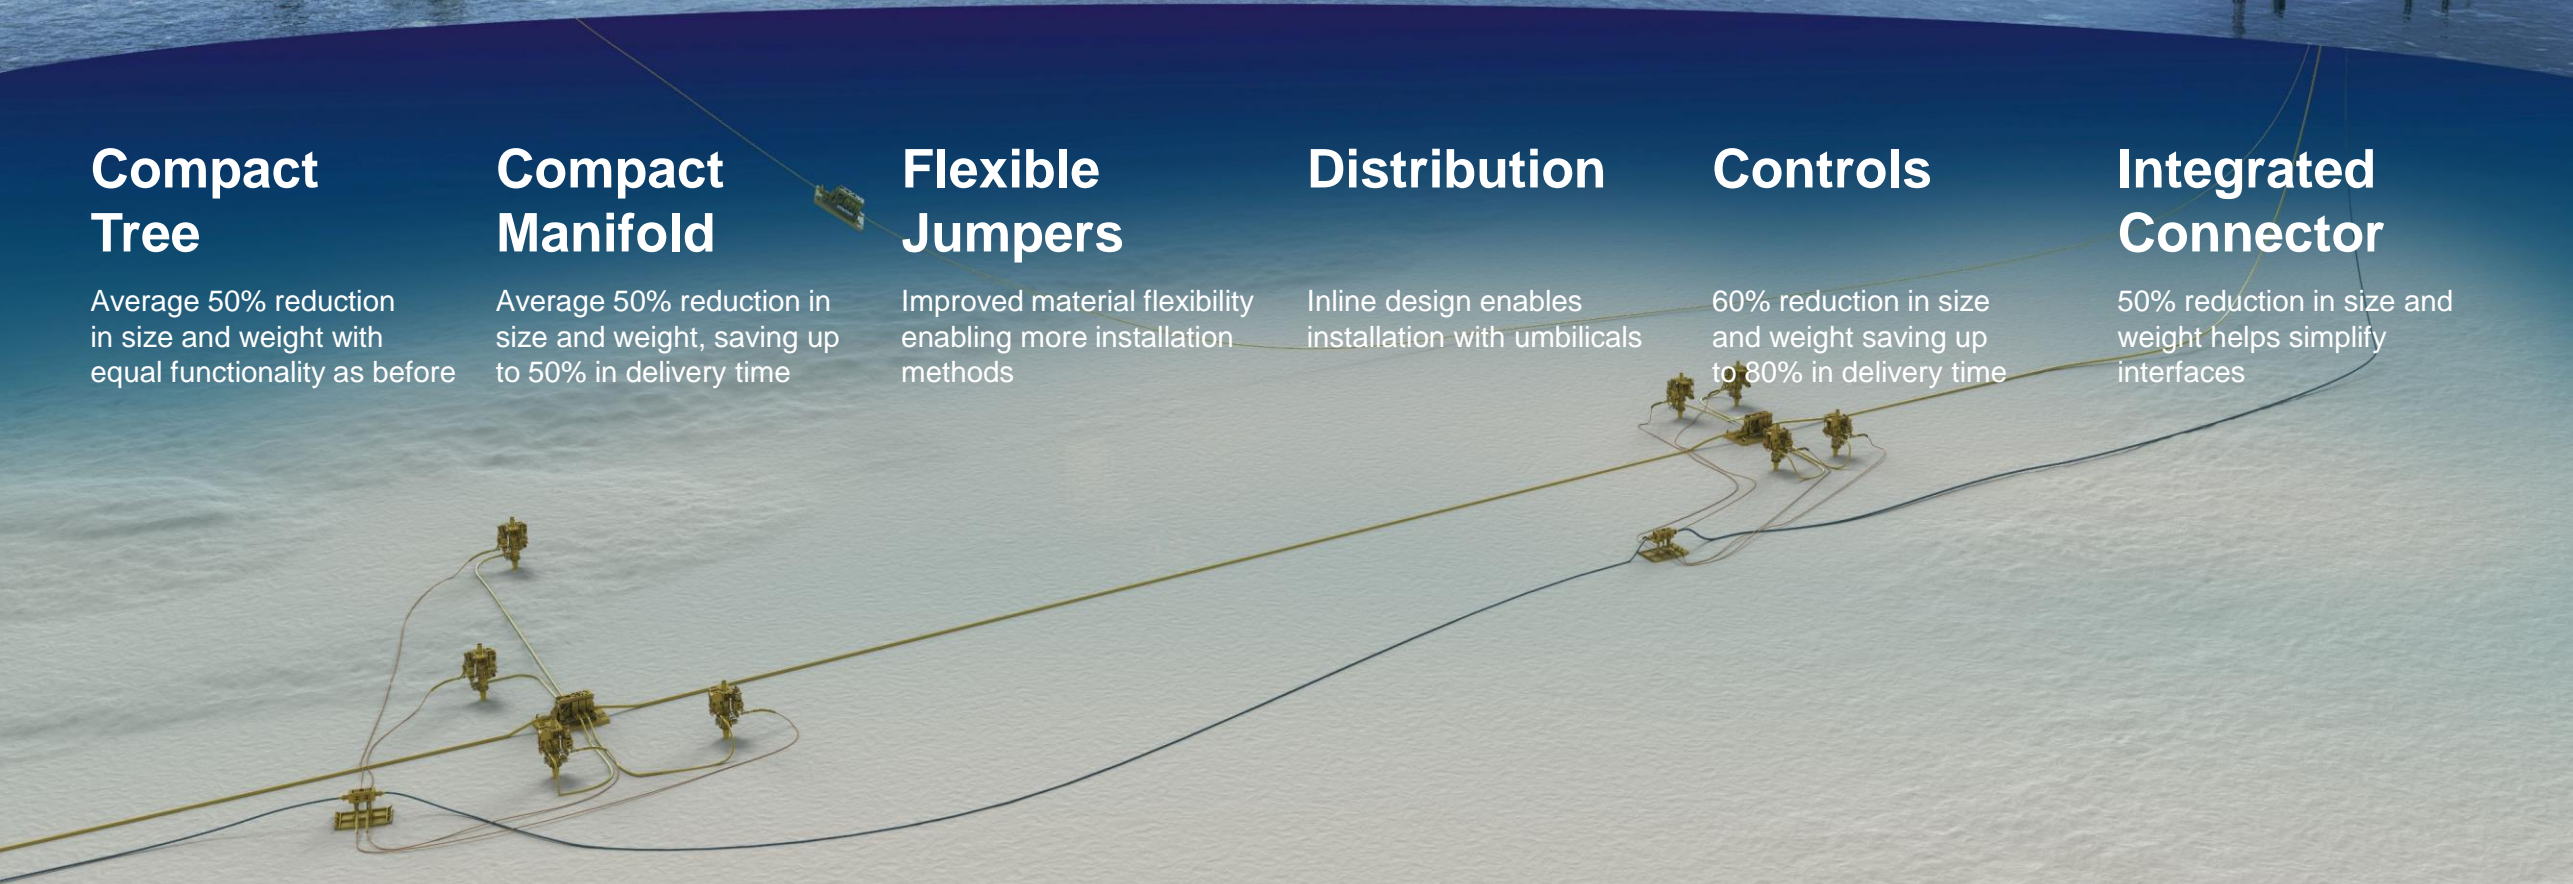 Compact
Tree
Average 50% reduction
in size and weight with
equal functionality as before
Compact
Manifold
Average 50% reduction in
size and weight, saving up
to 50% in delivery time
Flexible
Jumpers
Improved material flexibility
enabling more installation
methods
Distribution
Inline design enables
installation with umbilicals
Controls
60% reduction in size
and weight saving up
to 80% in delivery time
Integrated
Connector
50% reduction in size and
weight helps simplify
interfaces